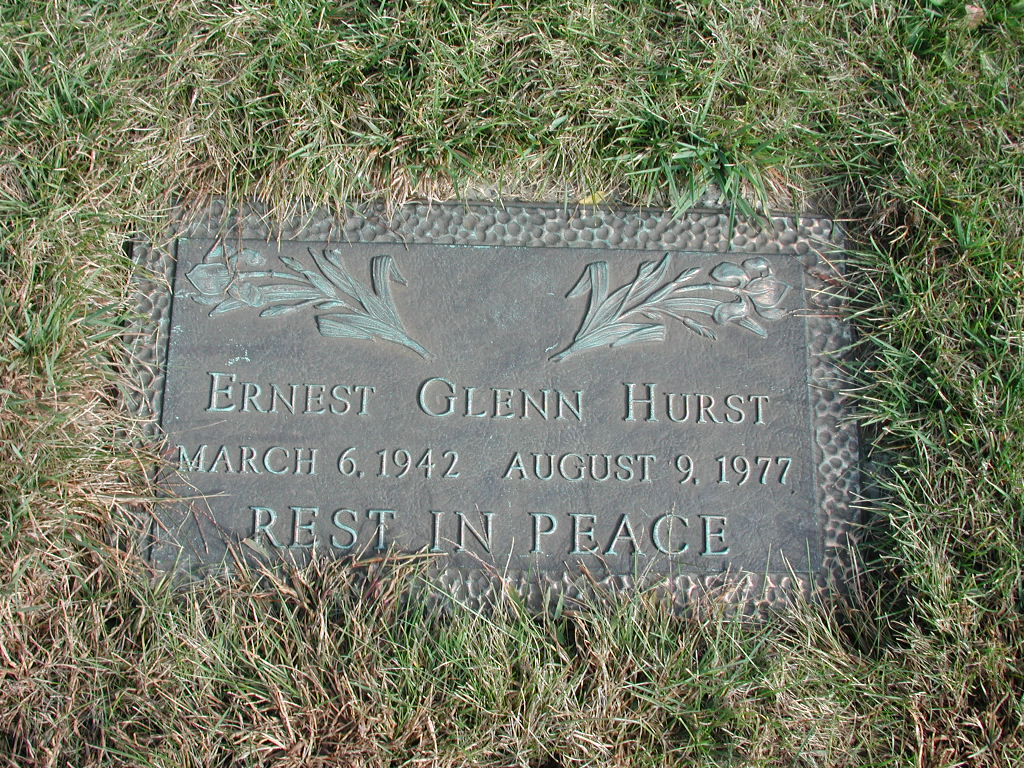 ERNEST GLENN HURST
MARCH 6, 1942 AUGUST 9, 1977
REST IN PEACE